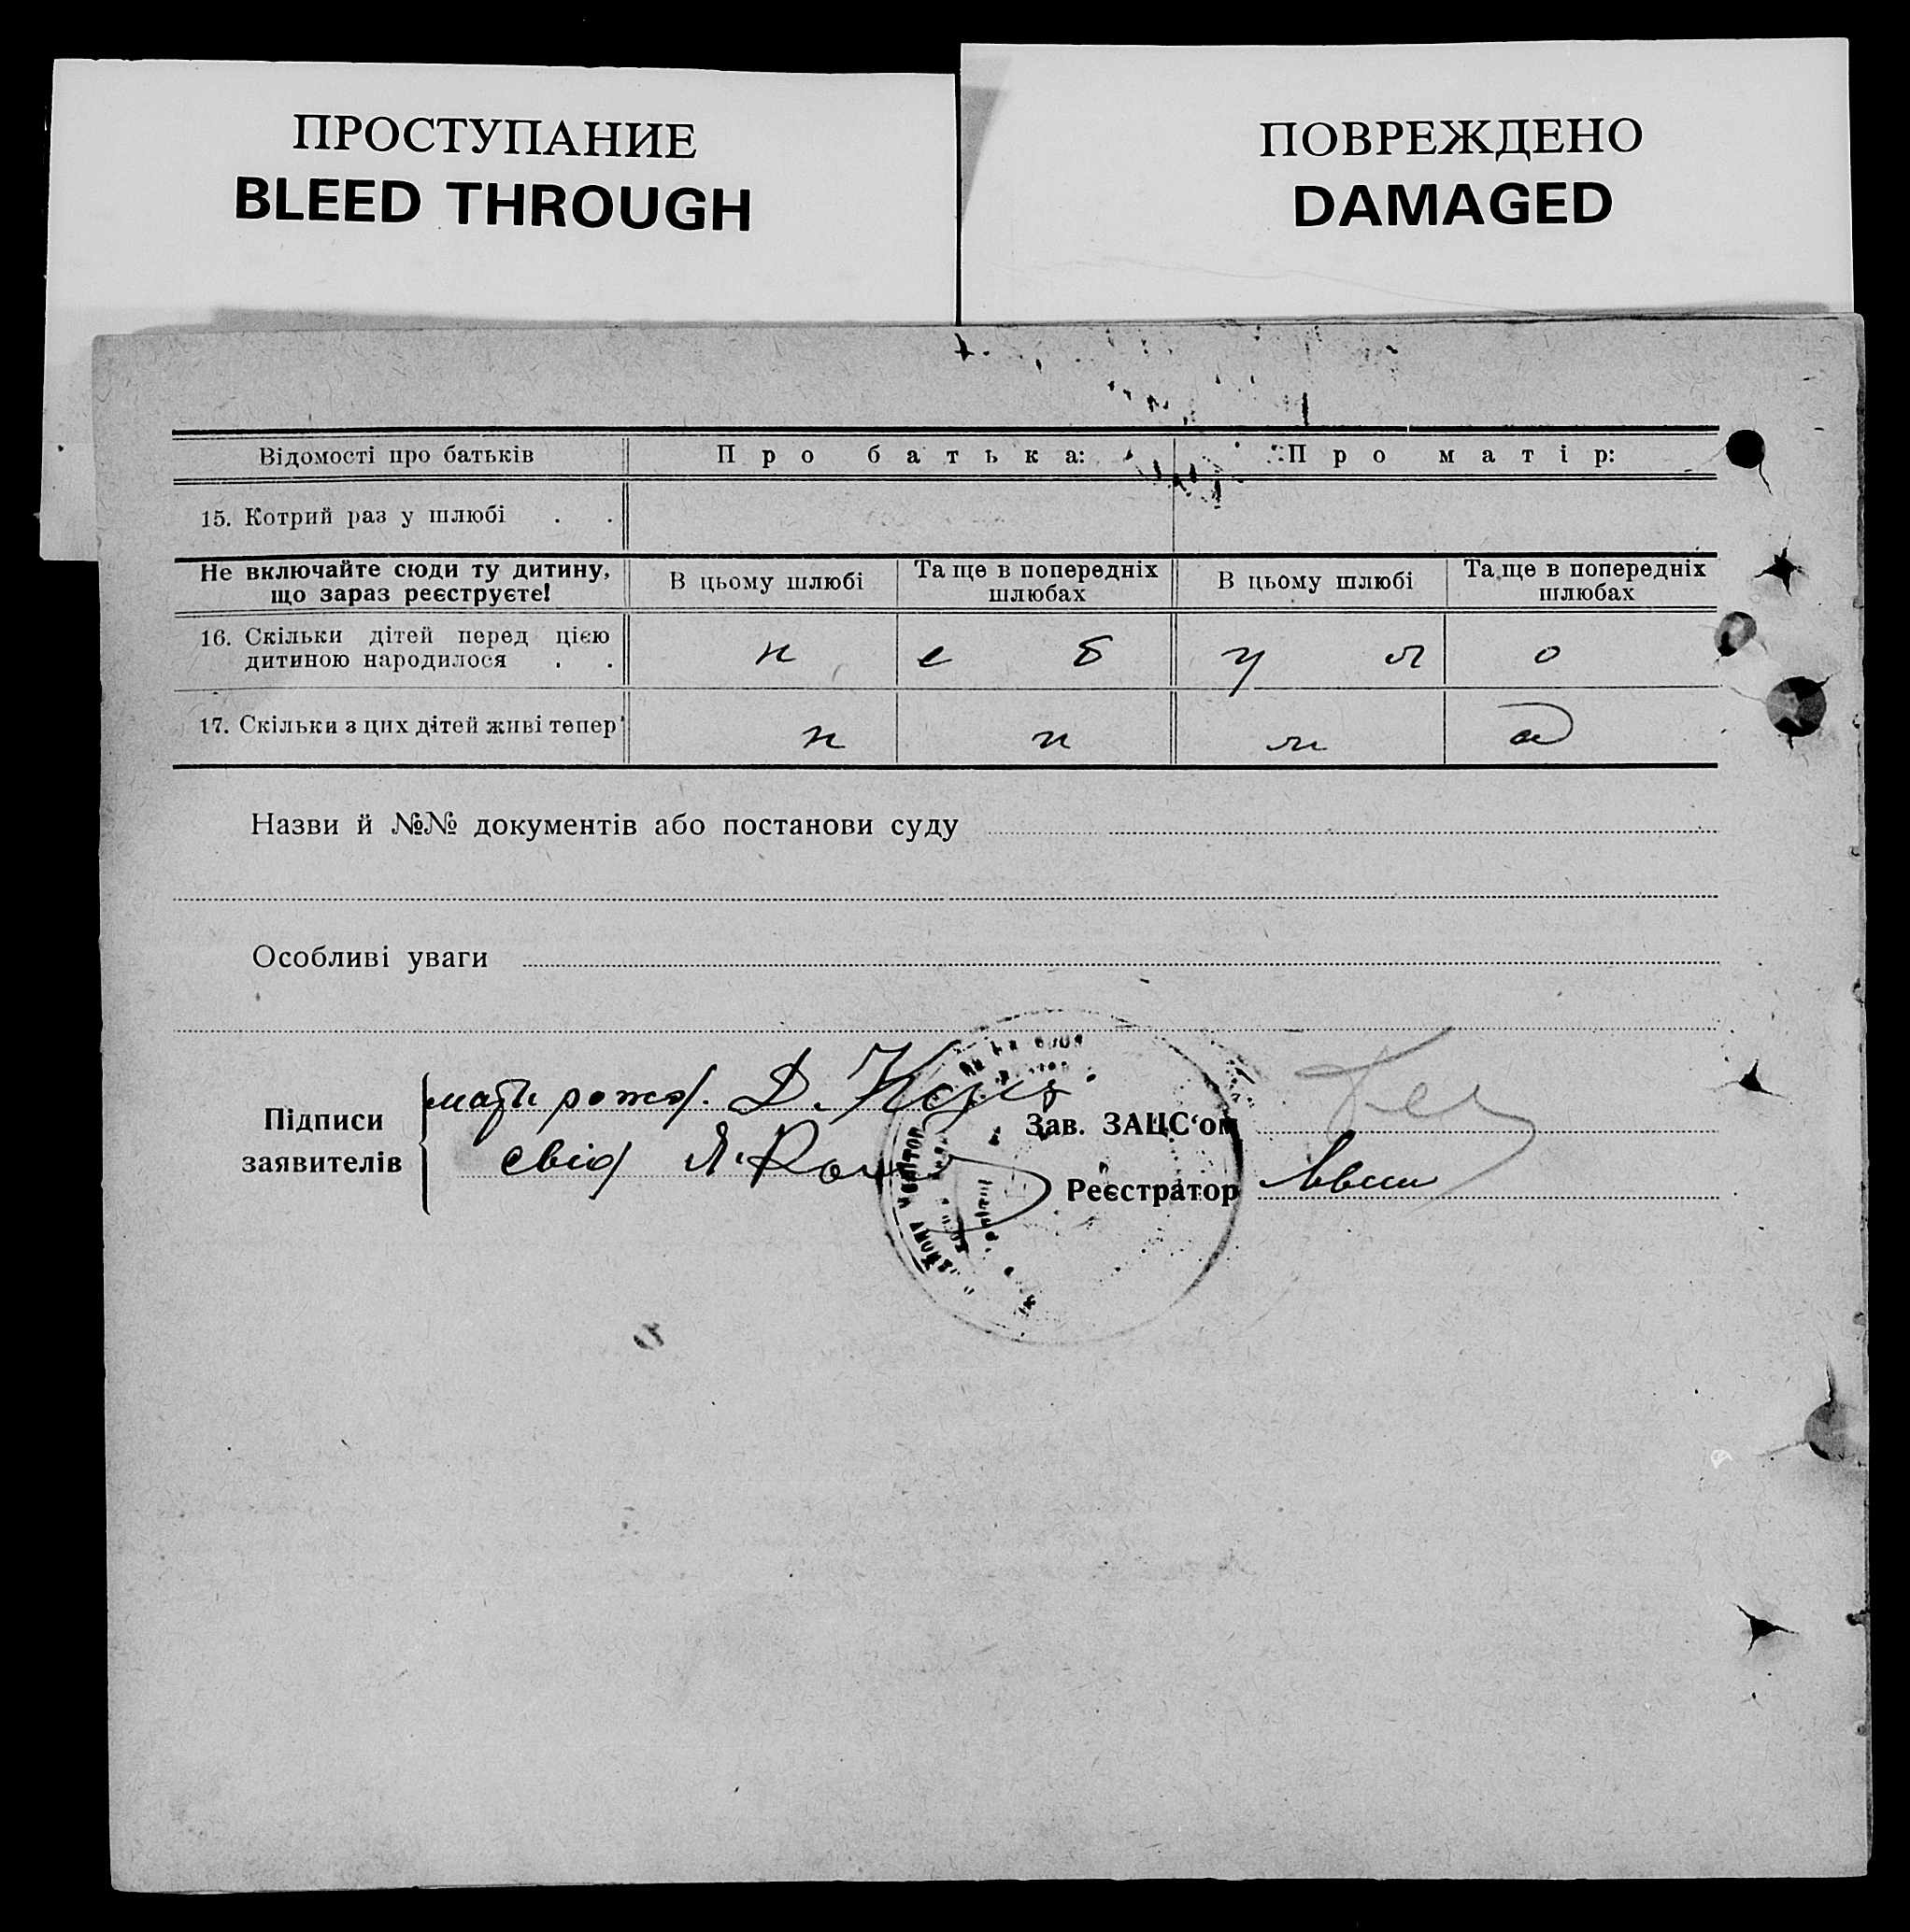 ПРОСТУПАНИЕ
BLEED THROUGH
ПОВРЕЖДЕНО
DAMAGED
Відомості про батьків Про батька: Про матір:
15. Котрий раз у шлюбі . .
Не включайте сюди ту дитину, що зараз реєструєте!
В цьому шлюбі
Та ще в попередніх шлюбах
В цьому шлюбі
Та ще в попередніх шлюбах
16. Скільки дітей перед цією
дитиною народилося . .
н е б у л о
17. Скільки з цих дітей живі тепер
Назви й №№ документів або постанови суду
Особливі уваги
Підписи
заявителів
мати рожд. Д.
свід Я.
Зав. ЗАЦС‘ом
Реєстратор